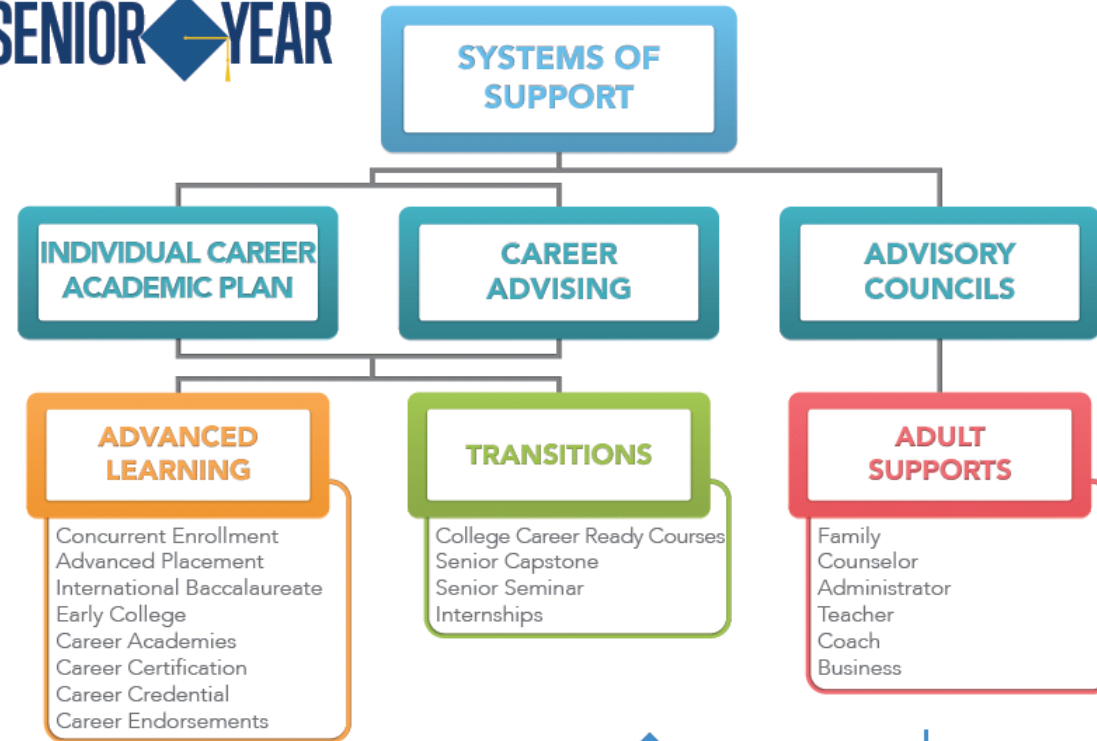 SENIOR YEAR
SYSTEMS OF
SUPPORT
INDIVIDUAL CAREER
ACADEMIC PLAN
CAREER
ADVISING
ADVISORY
COUNCILS
ADVANCED
LEARNING
Concurrent Enrollment
Advanced Placement
International Baccalaureate
Early College
Career Academies
Career Certification
Career Credential
Career Endorsements
TRANSITIONS
College Career Ready Courses
Senior Capstone
Senior Seminar
Internships
ADULT
SUPPORTS
Family
Counselor
Administrator
Teacher
Coach
Business